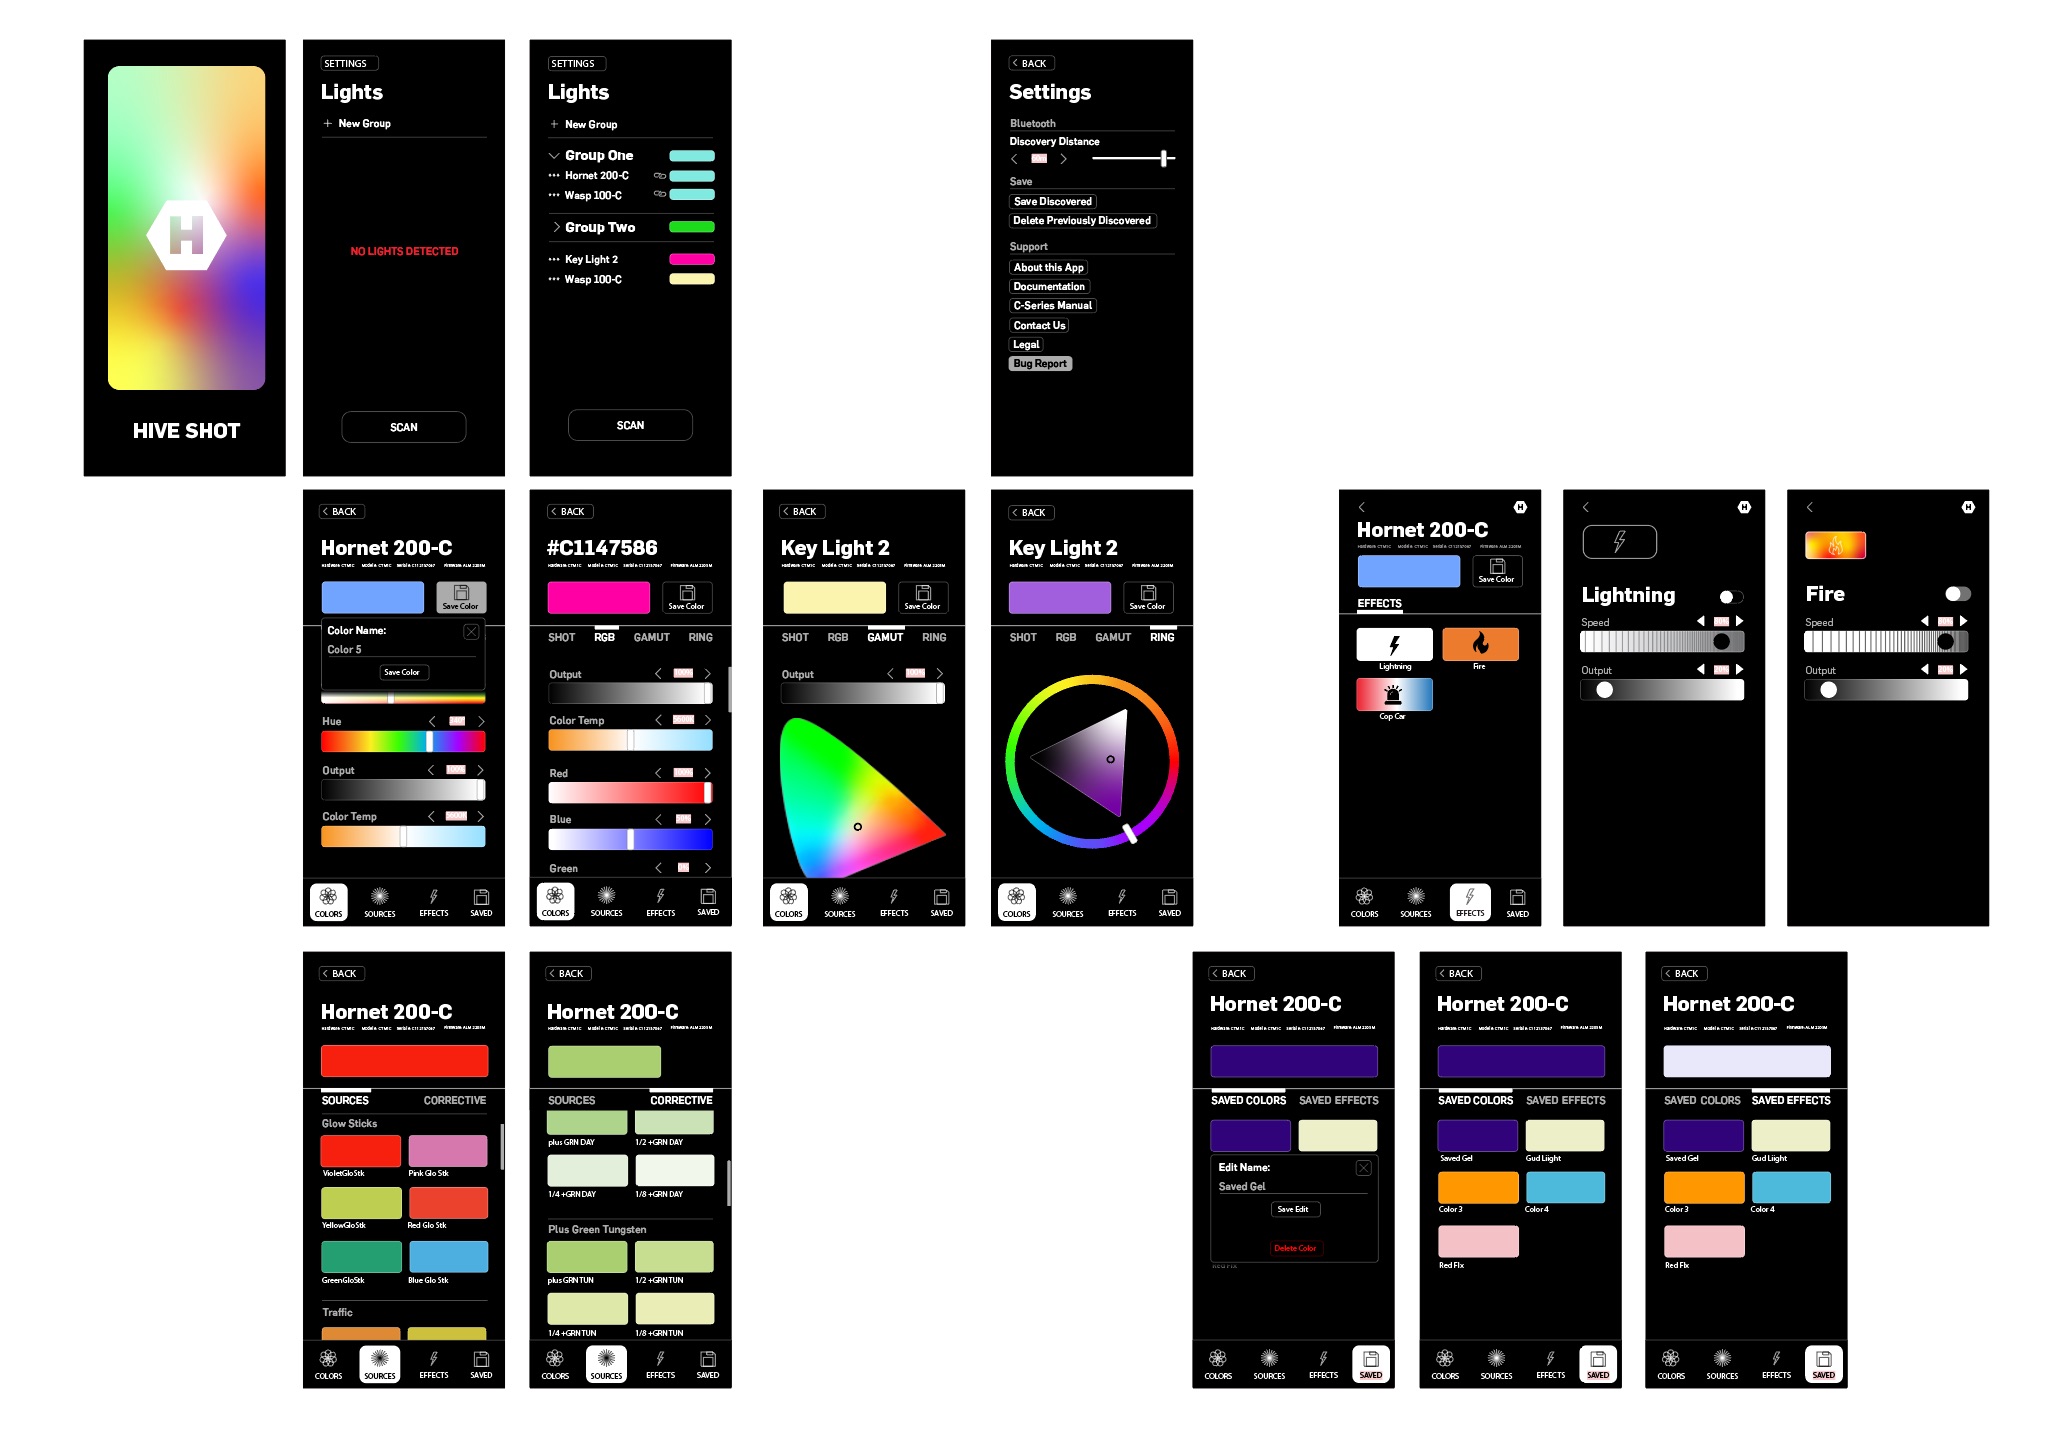 H
HIVE SHOT
SETTINGS
Lights
+ New Group
NO LIGHTS DETECTED
SCAN
SETTINGS
Lights
+ New Group
Group One
Hornet 200-C
Wasp 100-C
Group Two
Key Light 2
Wasp 100-C
SCAN
BACK
Settings
Bluetooth
Discovery Distance
Save
Save Discovered
Delete Previously Discovered
Support
About this App
Documentation
C-Series Manual
Contact Us
Legal
Bug Report
BACK
Hornet 200-C
Save Color
Color Name:
Color 5
Save Color
Hue
Output
100%
Color Temp
5600K
COLORS SOURCES EFFECTS SAVED
BACK
#C1147586
Save Color
SHOT RGB GAMUT RING
Output
100%
Color Temp
5600K
Red
100%
Blue
50%
Green
0%
COLORS SOURCES EFFECTS SAVED
BACK
Key Light 2
Save Color
SHOT RGB GAMUT RING
Output
100%
COLORS SOURCES EFFECTS SAVED
BACK
Key Light 2
Save Color
SHOT RGB GAMUT RING
COLORS SOURCES EFFECTS SAVED
H
Hornet 200-C
Save Color
EFFECTS
Lightning Fire
Cop Car
COLORS SOURCES EFFECTS SAVED
H
Lightning
Speed
Output
H
Fire
Speed
Output
BACK
Hornet 200-C
SOURCES CORRECTIVE
Glow Sticks
VioletGloStk Pink Glo Stk
YellowGloStk Red Glo Stk
GreenGloStk Blue Glo Stk
Traffic
COLORS SOURCES EFFECTS SAVED
BACK
Hornet 200-C
SOURCES CORRECTIVE
plus GRN DAY 1/2 +GRN DAY
1/4 +GRN DAY 1/8 +GRN DAY
Plus Green Tungsten
plus GRN TUN 1/2 +GRN TUN
1/4 +GRN TUN 1/8 +GRN TUN
COLORS SOURCES EFFECTS SAVED
BACK
Hornet 200-C
SAVED COLORS SAVED EFFECTS
Edit Name:
Saved Gel
Save Edit
Delete Color
Red FIx
COLORS SOURCES EFFECTS SAVED
BACK
Hornet 200-C
SAVED COLORS SAVED EFFECTS
Saved Gel Gud Liight
Color 3 Color 4
Red FIx
COLORS SOURCES EFFECTS SAVED
BACK
Hornet 200-C
SAVED COLORS SAVED EFFECTS
Saved Gel Gud Liight
Color 3 Color 4
Red FIx
COLORS SOURCES EFFECTS SAVED